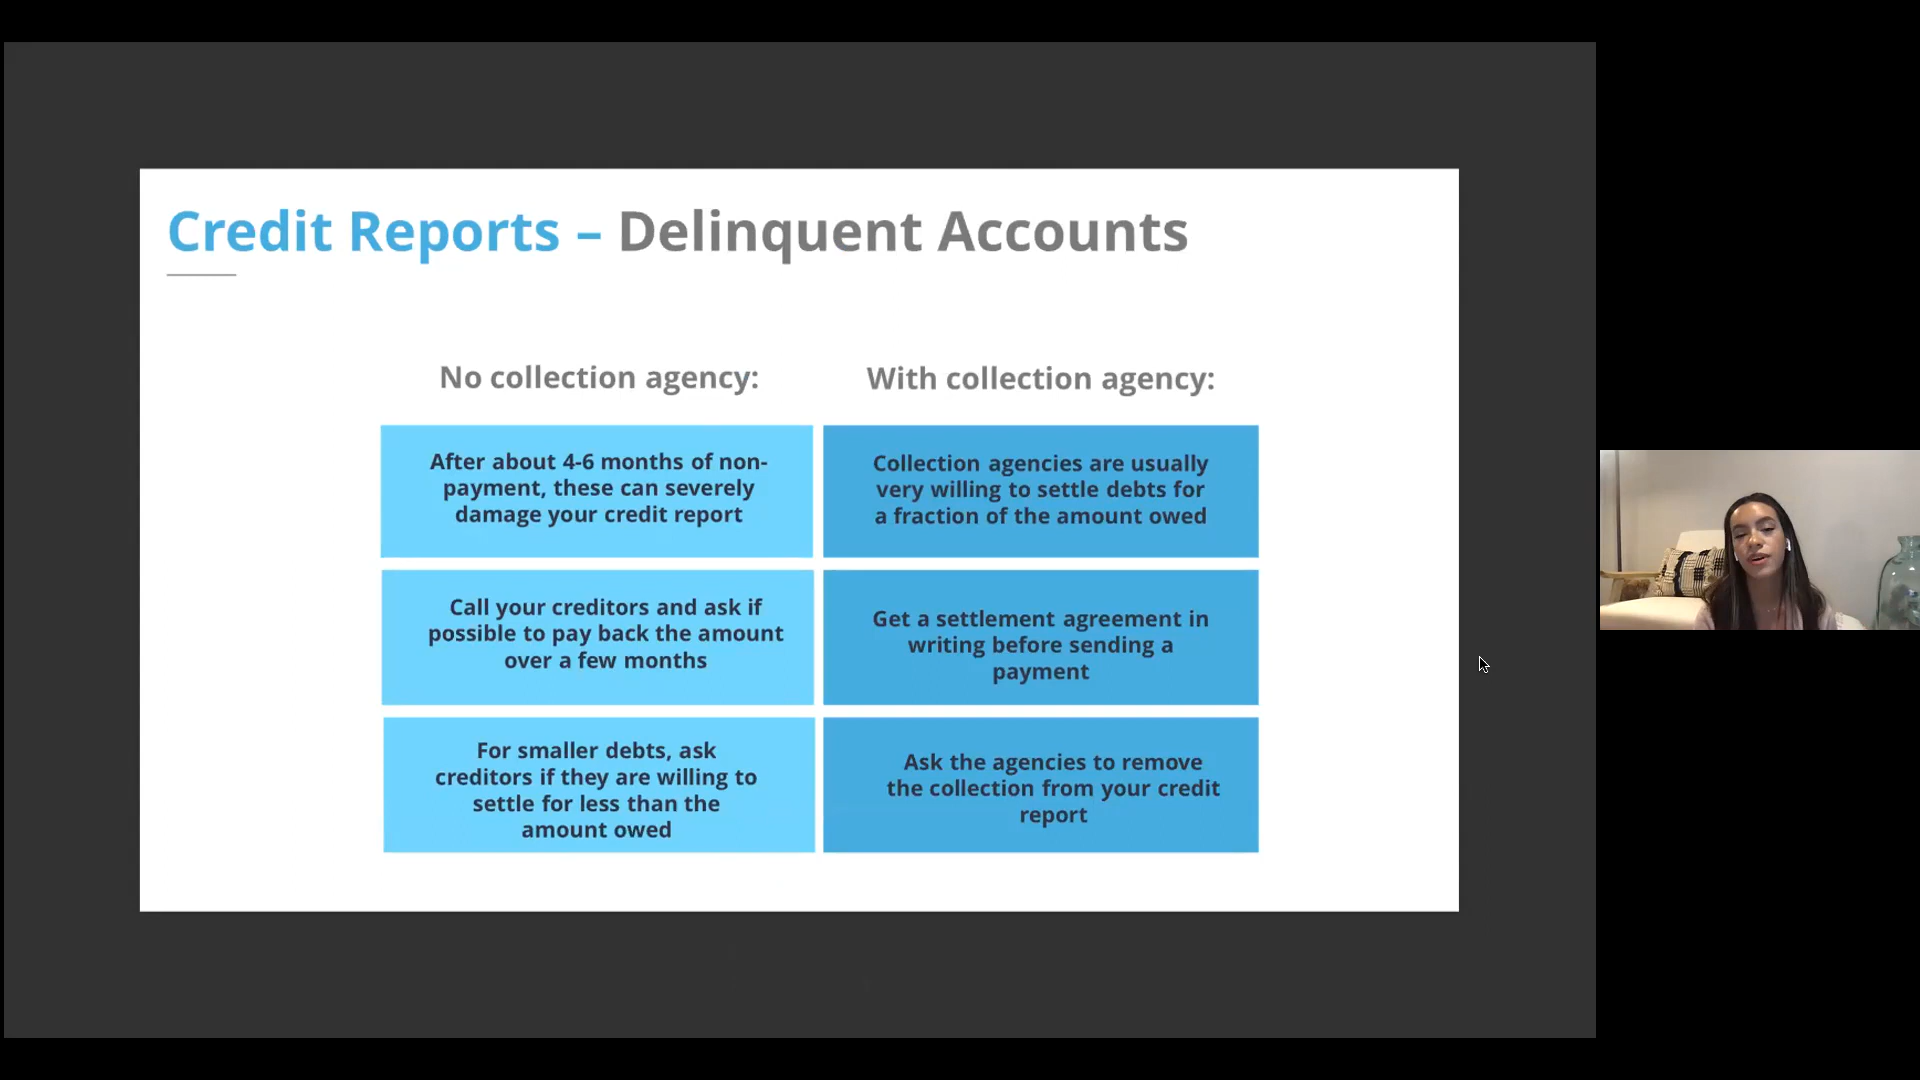 Credit Reports – Delinquent Accounts
No collection agency:
With collection agency:
After about 4-6 months of non-
payment, these can severely
damage your credit report
Collection agencies are usually
very willing to settle debts for
a fraction of the amount owed
Call your creditors and ask if
possible to pay back the amount
over a few months
Get a settlement agreement in
writing before sending a
payment
For smaller debts, ask
creditors if they are willing to
settle for less than the
amount owed
Ask the agencies to remove
the collection from your credit
report